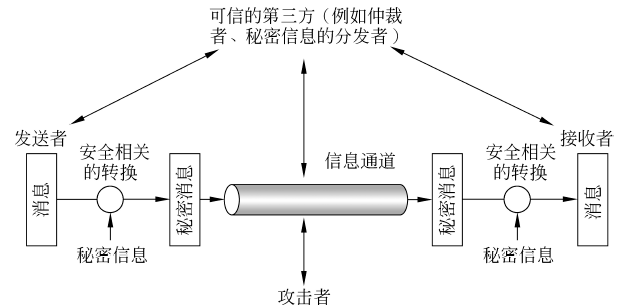 可信的第三方（例如仲裁
者、秘密信息的分发者）
发送者
接收者
安全相关
的转换
信息通道
安全相关
的转换
消息
秘密消息
秘密消息
消息
秘密信息
秘密信息
攻击者